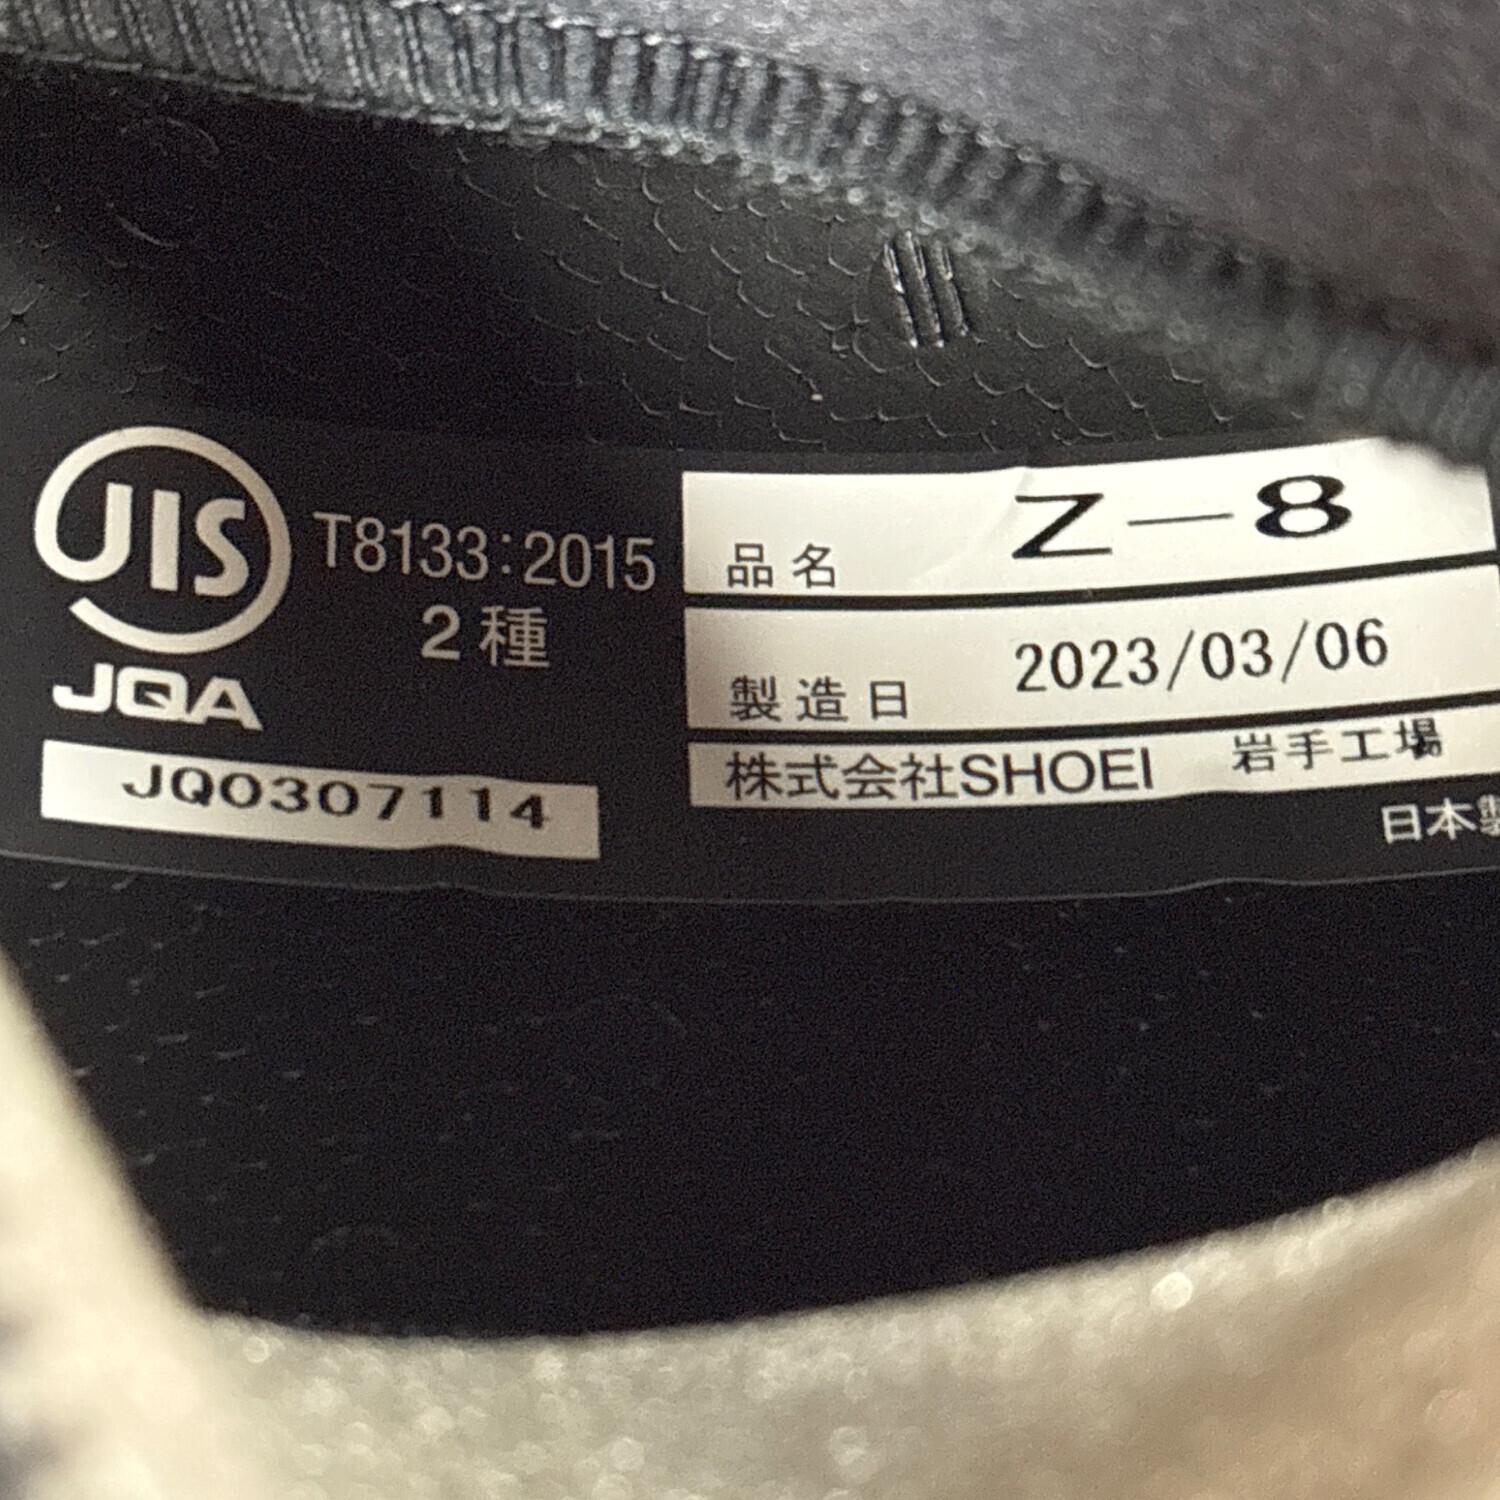 JIS
T8133:2015
2種
JQA
JQ0307114
品名 Z-8
製造日 2023/03/06
株式会社SHOEI 岩手工場
日本製